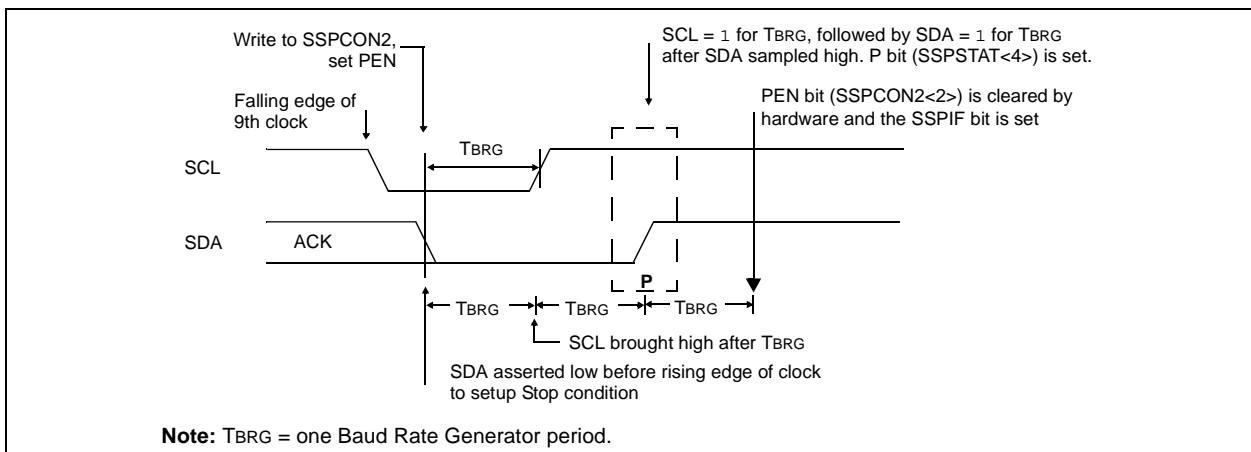 Write to SSPCON2,
set PEN
SCL = 1 for TBRG, followed by SDA = 1 for TBRG
after SDA sampled high. P bit (SSPSTAT<4>) is set.
Falling edge of
9th clock
PEN bit (SSPCON2<2>) is cleared by
hardware and the SSPIF bit is set
TBRG
SCL
SDA
ACK
P
TBRG
TBRG
TBRG
SCL brought high after TBRG
SDA asserted low before rising edge of clock
to setup Stop condition
Note: TBRG = one Baud Rate Generator period.